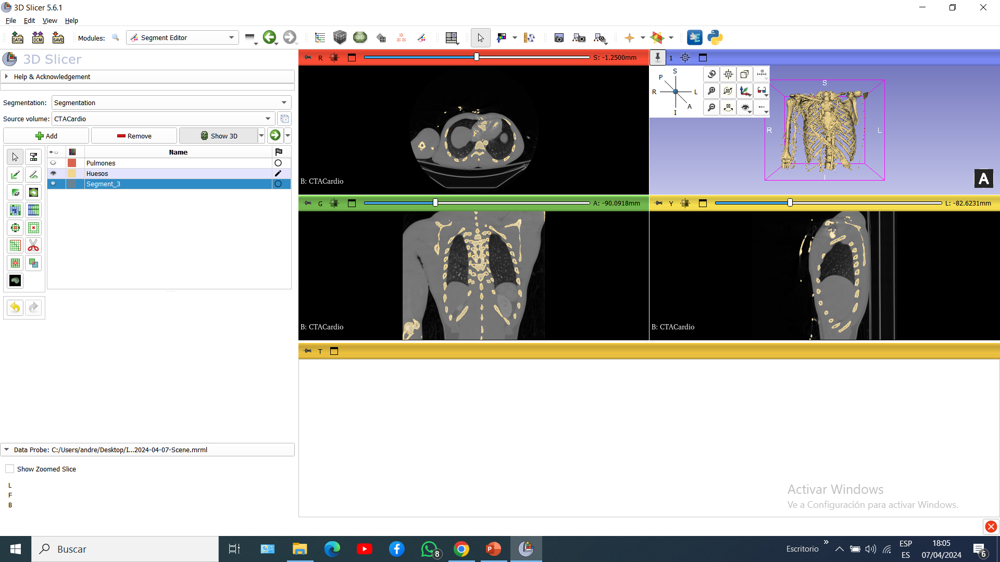 3D Slicer 5.6.1
File Edit View Help
DATA DCM SAVE Modules: Segment Editor
3D Slicer
Help & Acknowledgement
Segmentation: Segmentation
Source volume: CTACardio
Add Remove Show 3D
Name
Pulmones
Huesos
Segment_3
Data Probe: C:/Users/andre/Desktop/I...2024-04-07-Scene.mrml
Show Zoomed Slice
L
F
B
R S: -1.2500mm
B: CTACardio
1
S
P
R L
A
I
S
R L
I
A
G A: -90.0918mm
B: CTACardio
Y L: -82.6231mm
B: CTACardio
T
Activar Windows
Ve a Configuración para activar Windows.
Buscar
8
Escritorio »
ESP
ES
18:05
07/04/2024
6